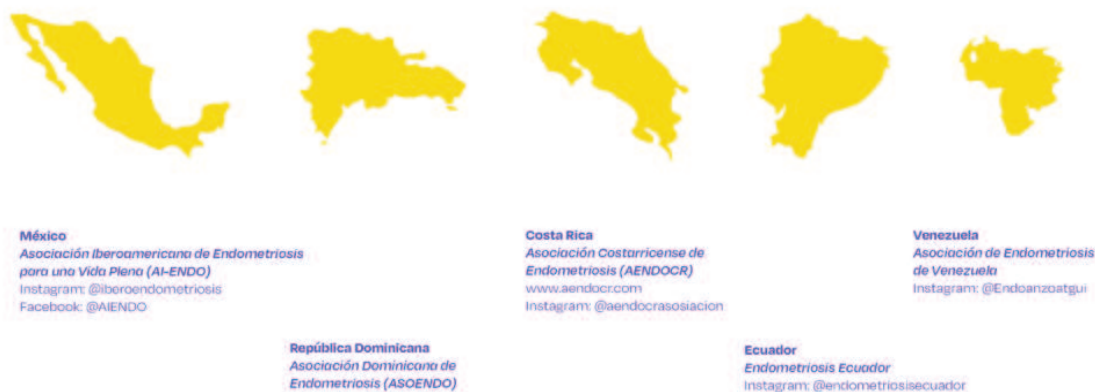 México
Asociación Iberoamericana de Endometriosis
para una Vida Plena (AI-ENDO)
Instagram: @iberoendometriosis
Facebook: @AIENDO
República Dominicana
Asociación Dominicana de
Endometriosis (ASOENDO)
Costa Rica
Asociación Costarricense de
Endometriosis (AENDOCR)
www.aendocr.com
Instagram: @aendocrasosiacion
Ecuador
Endometriosis Ecuador
Instagram: @endometriosisecuador
Venezuela
Asociación de Endometriosis
de Venezuela
Instagram: @Endoanzoatgui